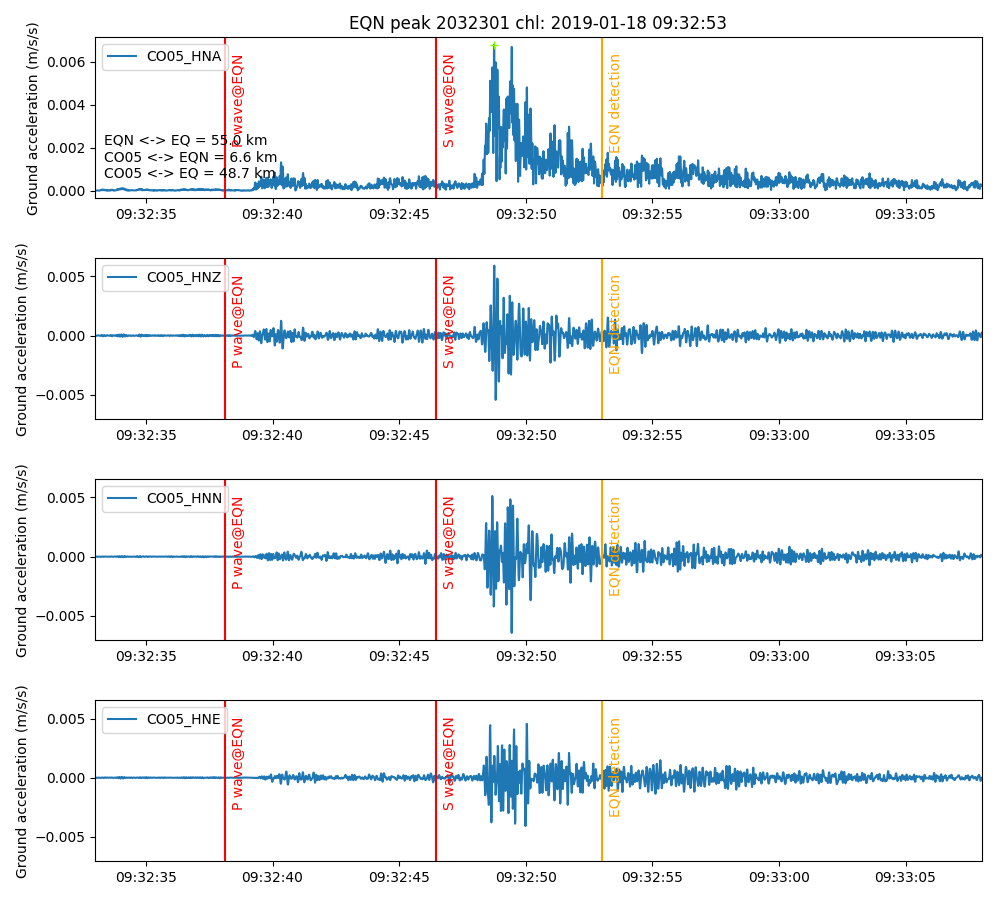 EQN peak 2032301 chl: 2019-01-18 09:32:53
Ground acceleration (m/s/s)
0.006
0.004
0.002
0.000
CO05_HNA
P wave@EQN
S wave@EQN
EQN detection
EQN <-> EQ = 55.0 km
CO05 <-> EQN = 6.6 km
CO05 <-> EQ = 48.7 km
09:32:35 09:32:40 09:32:45 09:32:50 09:32:55 09:33:00 09:33:05
Ground acceleration (m/s/s)
0.005
0.000
−0.005
CO05_HNZ
P wave@EQN
S wave@EQN
EQN detection
09:32:35 09:32:40 09:32:45 09:32:50 09:32:55 09:33:00 09:33:05
Ground acceleration (m/s/s)
0.005
0.000
−0.005
CO05_HNN
P wave@EQN
S wave@EQN
EQN detection
09:32:35 09:32:40 09:32:45 09:32:50 09:32:55 09:33:00 09:33:05
Ground acceleration (m/s/s)
0.005
0.000
−0.005
CO05_HNE
P wave@EQN
S wave@EQN
EQN detection
09:32:35 09:32:40 09:32:45 09:32:50 09:32:55 09:33:00 09:33:05